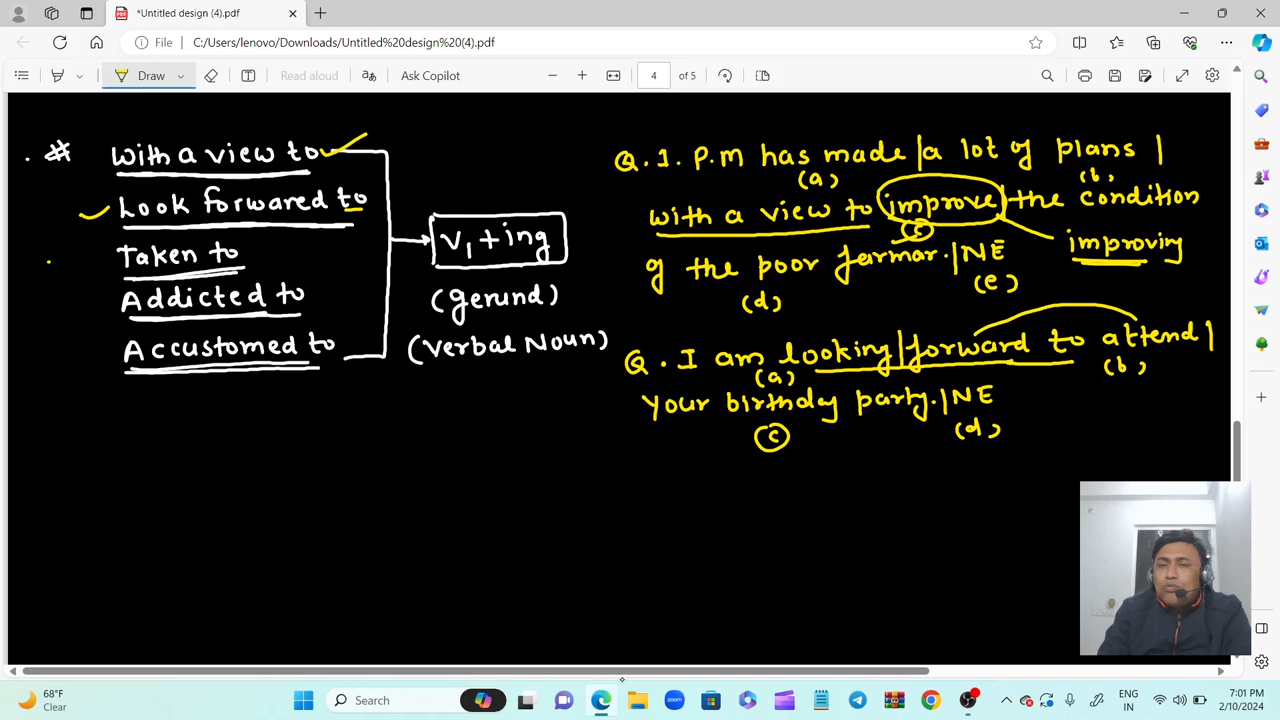 *Untitled design (4).pdf
File C:/Users/lenovo/Downloads/Untitled%20design%20(4).pdf
Draw Read aloud Ask Copilot 4 of 5
# With a view to
Look forwared to
Taken to
Addicted to
Accustomed to
V1 + ing
(gerund)
(Verbal Noun)
Q.1. P.M has made | a lot of plans |
(a) (b)
with a view to improve | the condition
(c)
improving
of the poor farmar. | NE
(d) (e)
Q. I am looking | forward to attend |
(a) (b)
your birthday party. | NE
(c) (d)
68°F
Clear
Search
ENG
IN
7:01 PM
2/10/2024